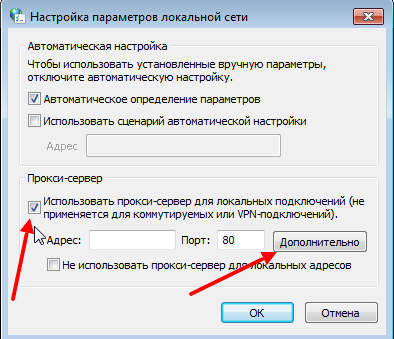 Настройка параметров локальной сети
Автоматическая настройка
Чтобы использовать установленные вручную параметры,
отключите автоматическую настройку.
Автоматическое определение параметров
Использовать сценарий автоматической настройки
Адрес
Прокси-сервер
Использовать прокси-сервер для локальных подключений (не
применяется для коммутируемых или VPN-подключений).
Адрес: Порт: 80 Дополнительно
Не использовать прокси-сервер для локальных адресов
ОК Отмена